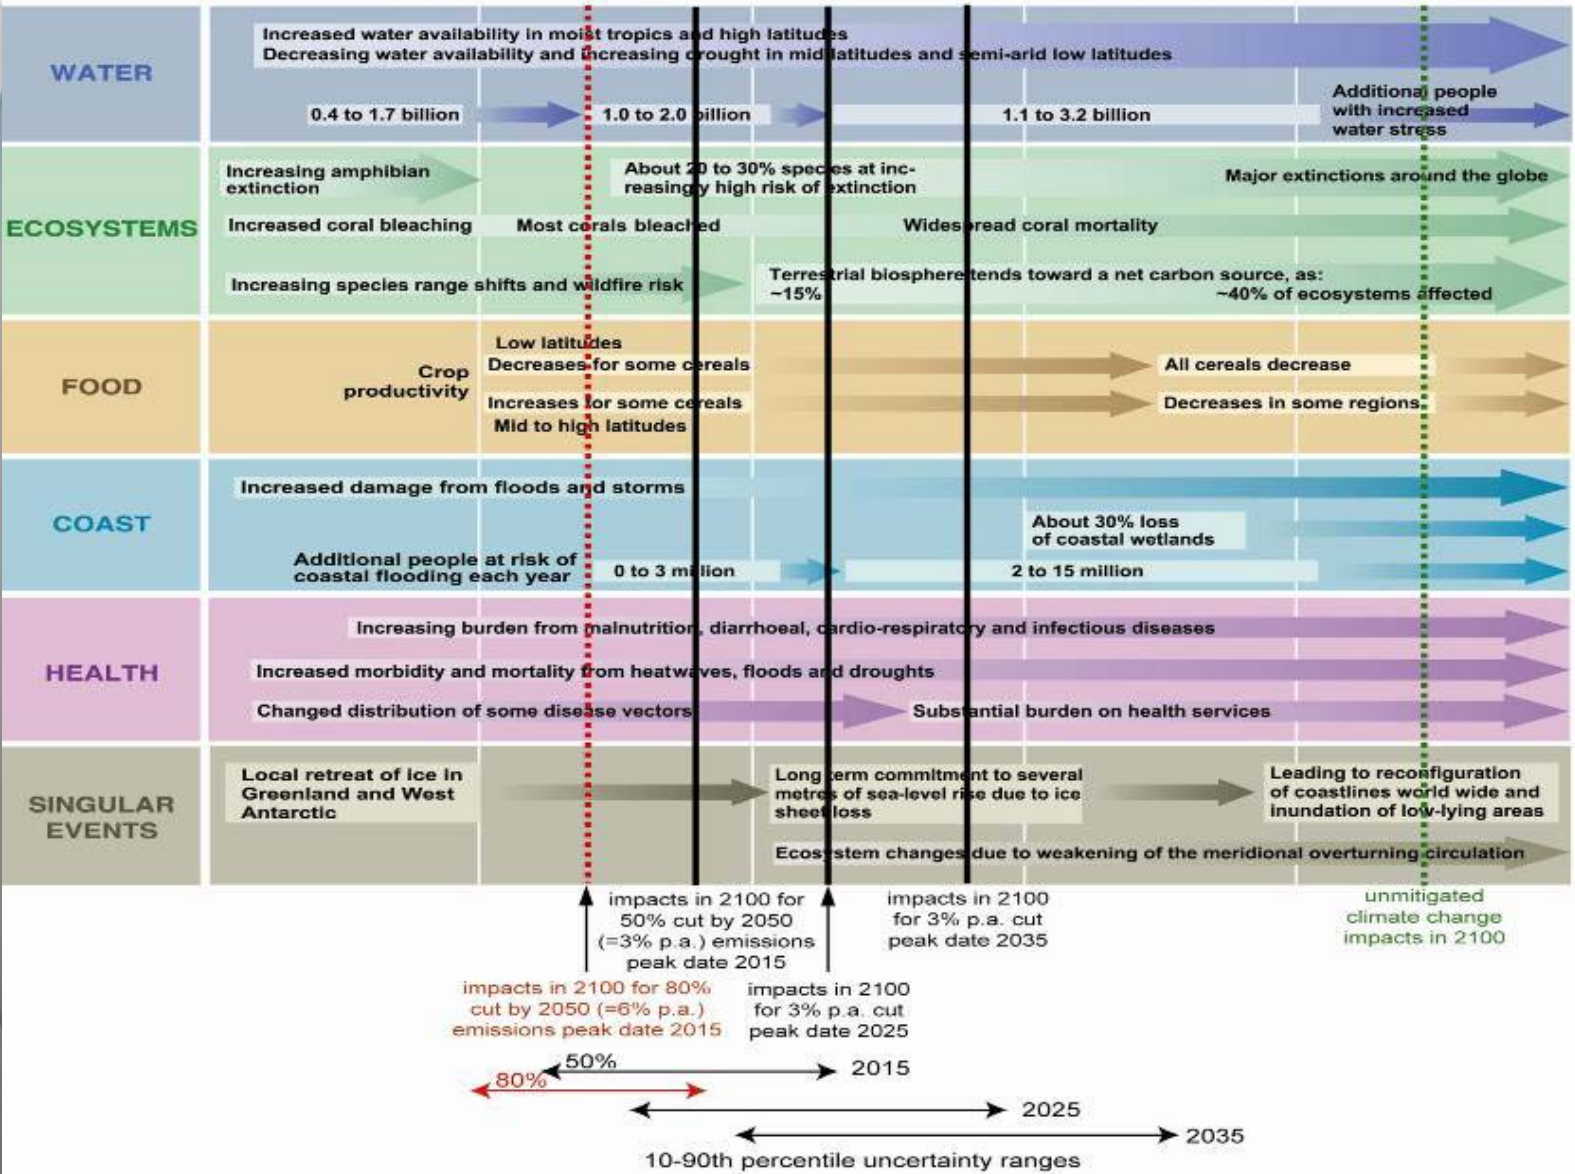 WATER
Increased water availability in moist tropics and high latitudes
Decreasing water availability and increasing drought in mid latitudes and semi-arid low latitudes
0.4 to 1.7 billion
1.0 to 2.0 billion
1.1 to 3.2 billion
Additional people
with increased
water stress
ECOSYSTEMS
Increasing amphibian
extinction
About 20 to 30% species at inc-
reasingly high risk of extinction
Major extinctions around the globe
Increased coral bleaching
Most corals bleached
Widespread coral mortality
Increasing species range shifts and wildfire risk
Terrestrial biosphere tends toward a net carbon source, as:
~15%
~40% of ecosystems affected
FOOD
Crop
productivity
Low latitudes
Decreases for some cereals
All cereals decrease
Increases for some cereals
Mid to high latitudes
Decreases in some regions
COAST
Increased damage from floods and storms
About 30% loss
of coastal wetlands
Additional people at risk of
coastal flooding each year
0 to 3 million
2 to 15 million
HEALTH
Increasing burden from malnutrition, diarrhoeal, cardio-respiratory and infectious diseases
Increased morbidity and mortality from heatwaves, floods and droughts
Changed distribution of some disease vectors
Substantial burden on health services
SINGULAR
EVENTS
Local retreat of ice in
Greenland and West
Antarctic
Long term commitment to several
metres of sea-level rise due to ice
sheet loss
Leading to reconfiguration
of coastlines world wide and
inundation of low-lying areas
Ecosystem changes due to weakening of the meridional overturning circulation
impacts in 2100 for
50% cut by 2050
(=3% p.a.) emissions
peak date 2015
impacts in 2100
for 3% p.a. cut
peak date 2035
unmitigated
climate change
impacts in 2100
impacts in 2100 for 80%
cut by 2050 (=6% p.a.)
emissions peak date 2015
impacts in 2100
for 3% p.a. cut
peak date 2025
50%
2015
80%
2025
2035
10-90th percentile uncertainty ranges